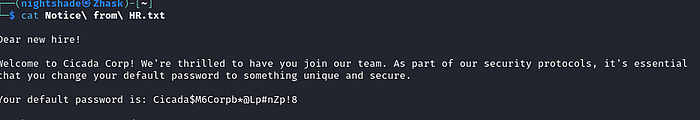 (nightshade㉿Zhask)-[~]
$ cat Notice\ from\ HR.txt
Dear new hire!
Welcome to Cicada Corp! We're thrilled to have you join our team. As part of our security protocols, it's essential
that you change your default password to something unique and secure.
Your default password is: Cicada$M6Corpb*@Lp#nZp!8